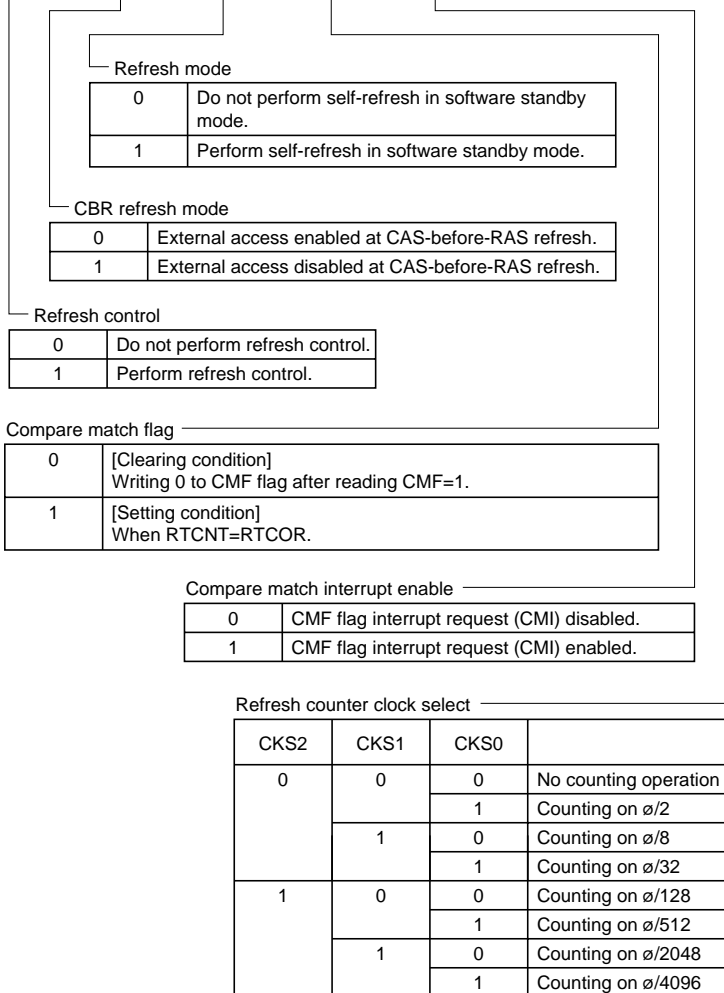 Refresh mode
0 Do not perform self-refresh in software standby
mode.
1 Perform self-refresh in software standby mode.
CBR refresh mode
0 External access enabled at CAS-before-RAS refresh.
1 External access disabled at CAS-before-RAS refresh.
Refresh control
0 Do not perform refresh control.
1 Perform refresh control.
Compare match flag
0 [Clearing condition]
Writing 0 to CMF flag after reading CMF=1.
1 [Setting condition]
When RTCNT=RTCOR.
Compare match interrupt enable
0 CMF flag interrupt request (CMI) disabled.
1 CMF flag interrupt request (CMI) enabled.
Refresh counter clock select
CKS2 CKS1 CKS0
0 0 0 No counting operation
1 Counting on ø/2
1 0 Counting on ø/8
1 Counting on ø/32
1 0 0 Counting on ø/128
1 Counting on ø/512
1 0 Counting on ø/2048
1 Counting on ø/4096